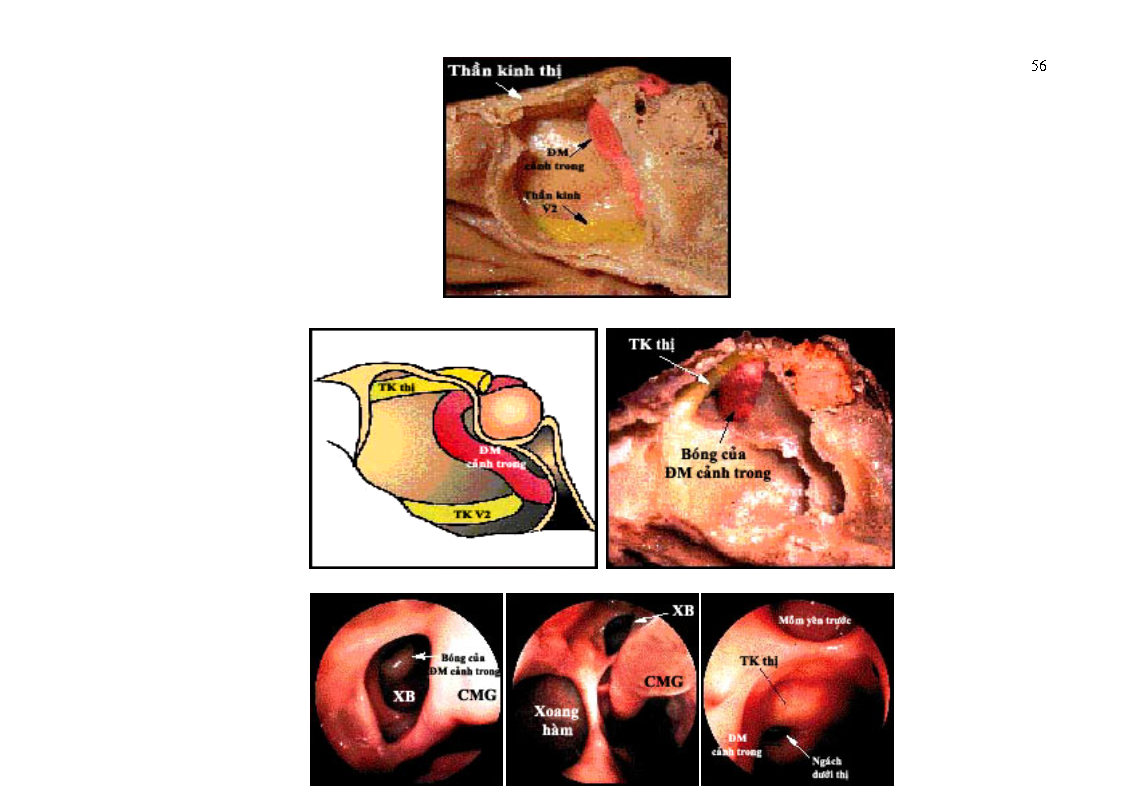 56
Thần kinh thị
ĐM
cảnh trong
Thần kinh
V2
TK thị
ĐM
cảnh trong
TK V2
TK thị
Bóng của
ĐM cảnh trong
Bóng của
ĐM cảnh trong
XB
CMG
XB
CMG
Xoang
hàm
Mỏm yên trước
TK thị
ĐM
cảnh trong
Ngách
dưới thị